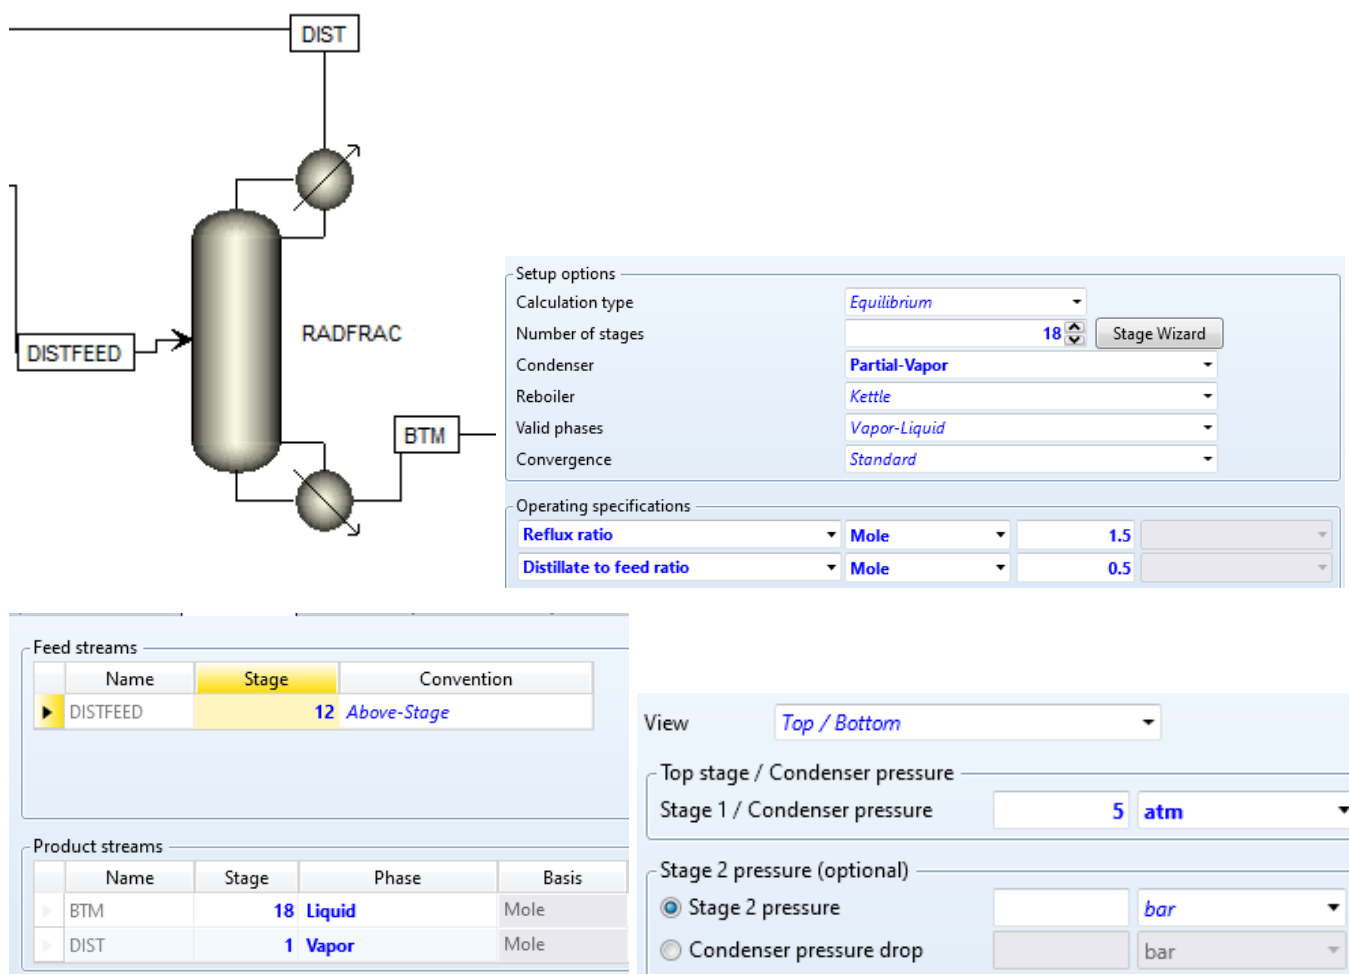 DIST
RADFRAC
DISTFEED
BTM
Setup options
Calculation type Equilibrium
Number of stages 18 Stage Wizard
Condenser Partial-Vapor
Reboiler Kettle
Valid phases Vapor-Liquid
Convergence Standard
Operating specifications
Reflux ratio Mole 1.5
Distillate to feed ratio Mole 0.5
Feed streams
Name Stage Convention
DISTFEED 12 Above-Stage
Product streams
Name Stage Phase Basis
BTM 18 Liquid Mole
DIST 1 Vapor Mole
View Top / Bottom
Top stage / Condenser pressure
Stage 1 / Condenser pressure 5 atm
Stage 2 pressure (optional)
Stage 2 pressure bar
Condenser pressure drop bar